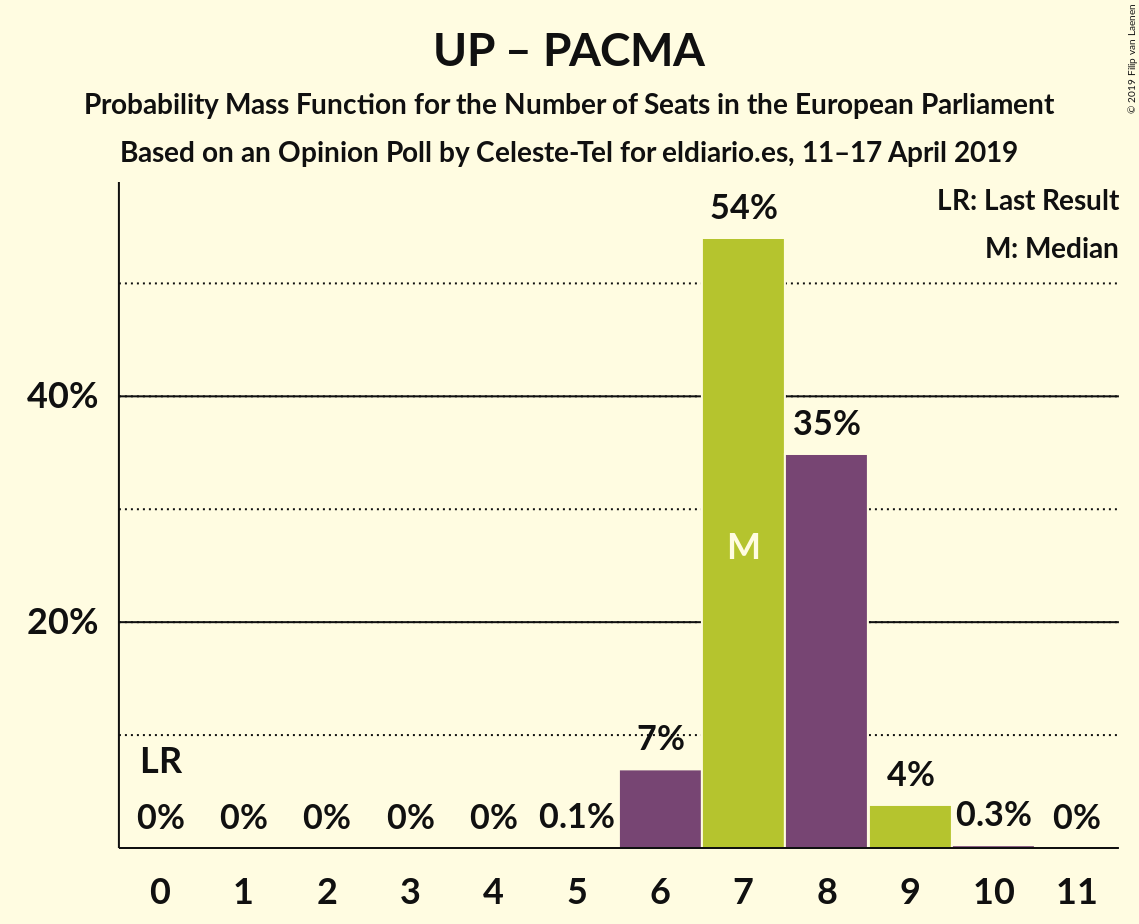 UP – PACMA
Probability Mass Function for the Number of Seats in the European Parliament
Based on an Opinion Poll by Celeste-Tel for eldiario.es, 11–17 April 2019
© 2019 Filip van Laenen
LR: Last Result
M: Median
54%
40%
35%
M
20%
7%
LR
4%
0% 0% 0% 0% 0% 0.1% 0.3% 0%
0 1 2 3 4 5 6 7 8 9 10 11